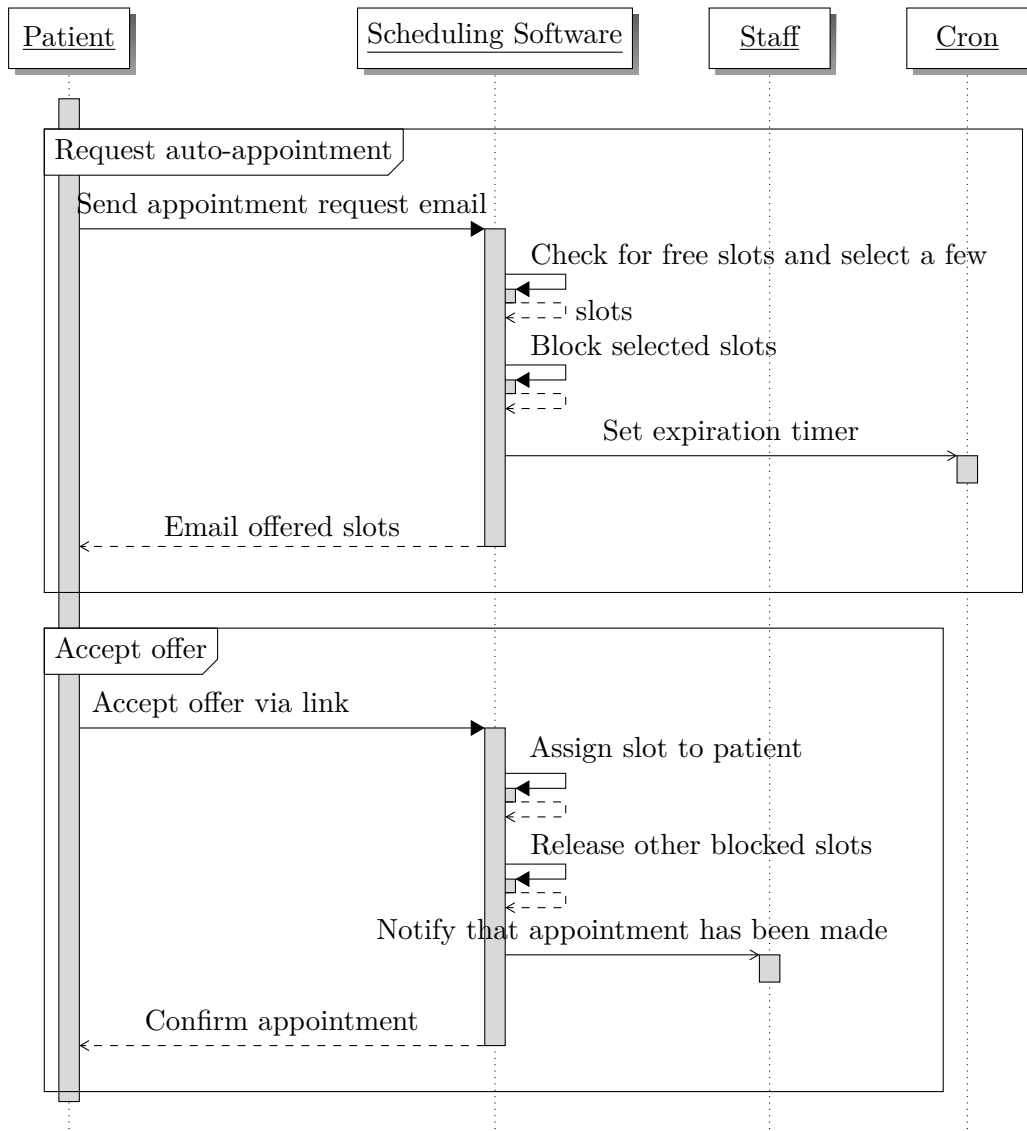 Patient
Scheduling Software
Staff
Cron
Request auto-appointment
Send appointment request email
Check for free slots and select a few
slots
Block selected slots
Set expiration timer
Email offered slots
Accept offer
Accept offer via link
Assign slot to patient
Release other blocked slots
Notify that appointment has been made
Confirm appointment